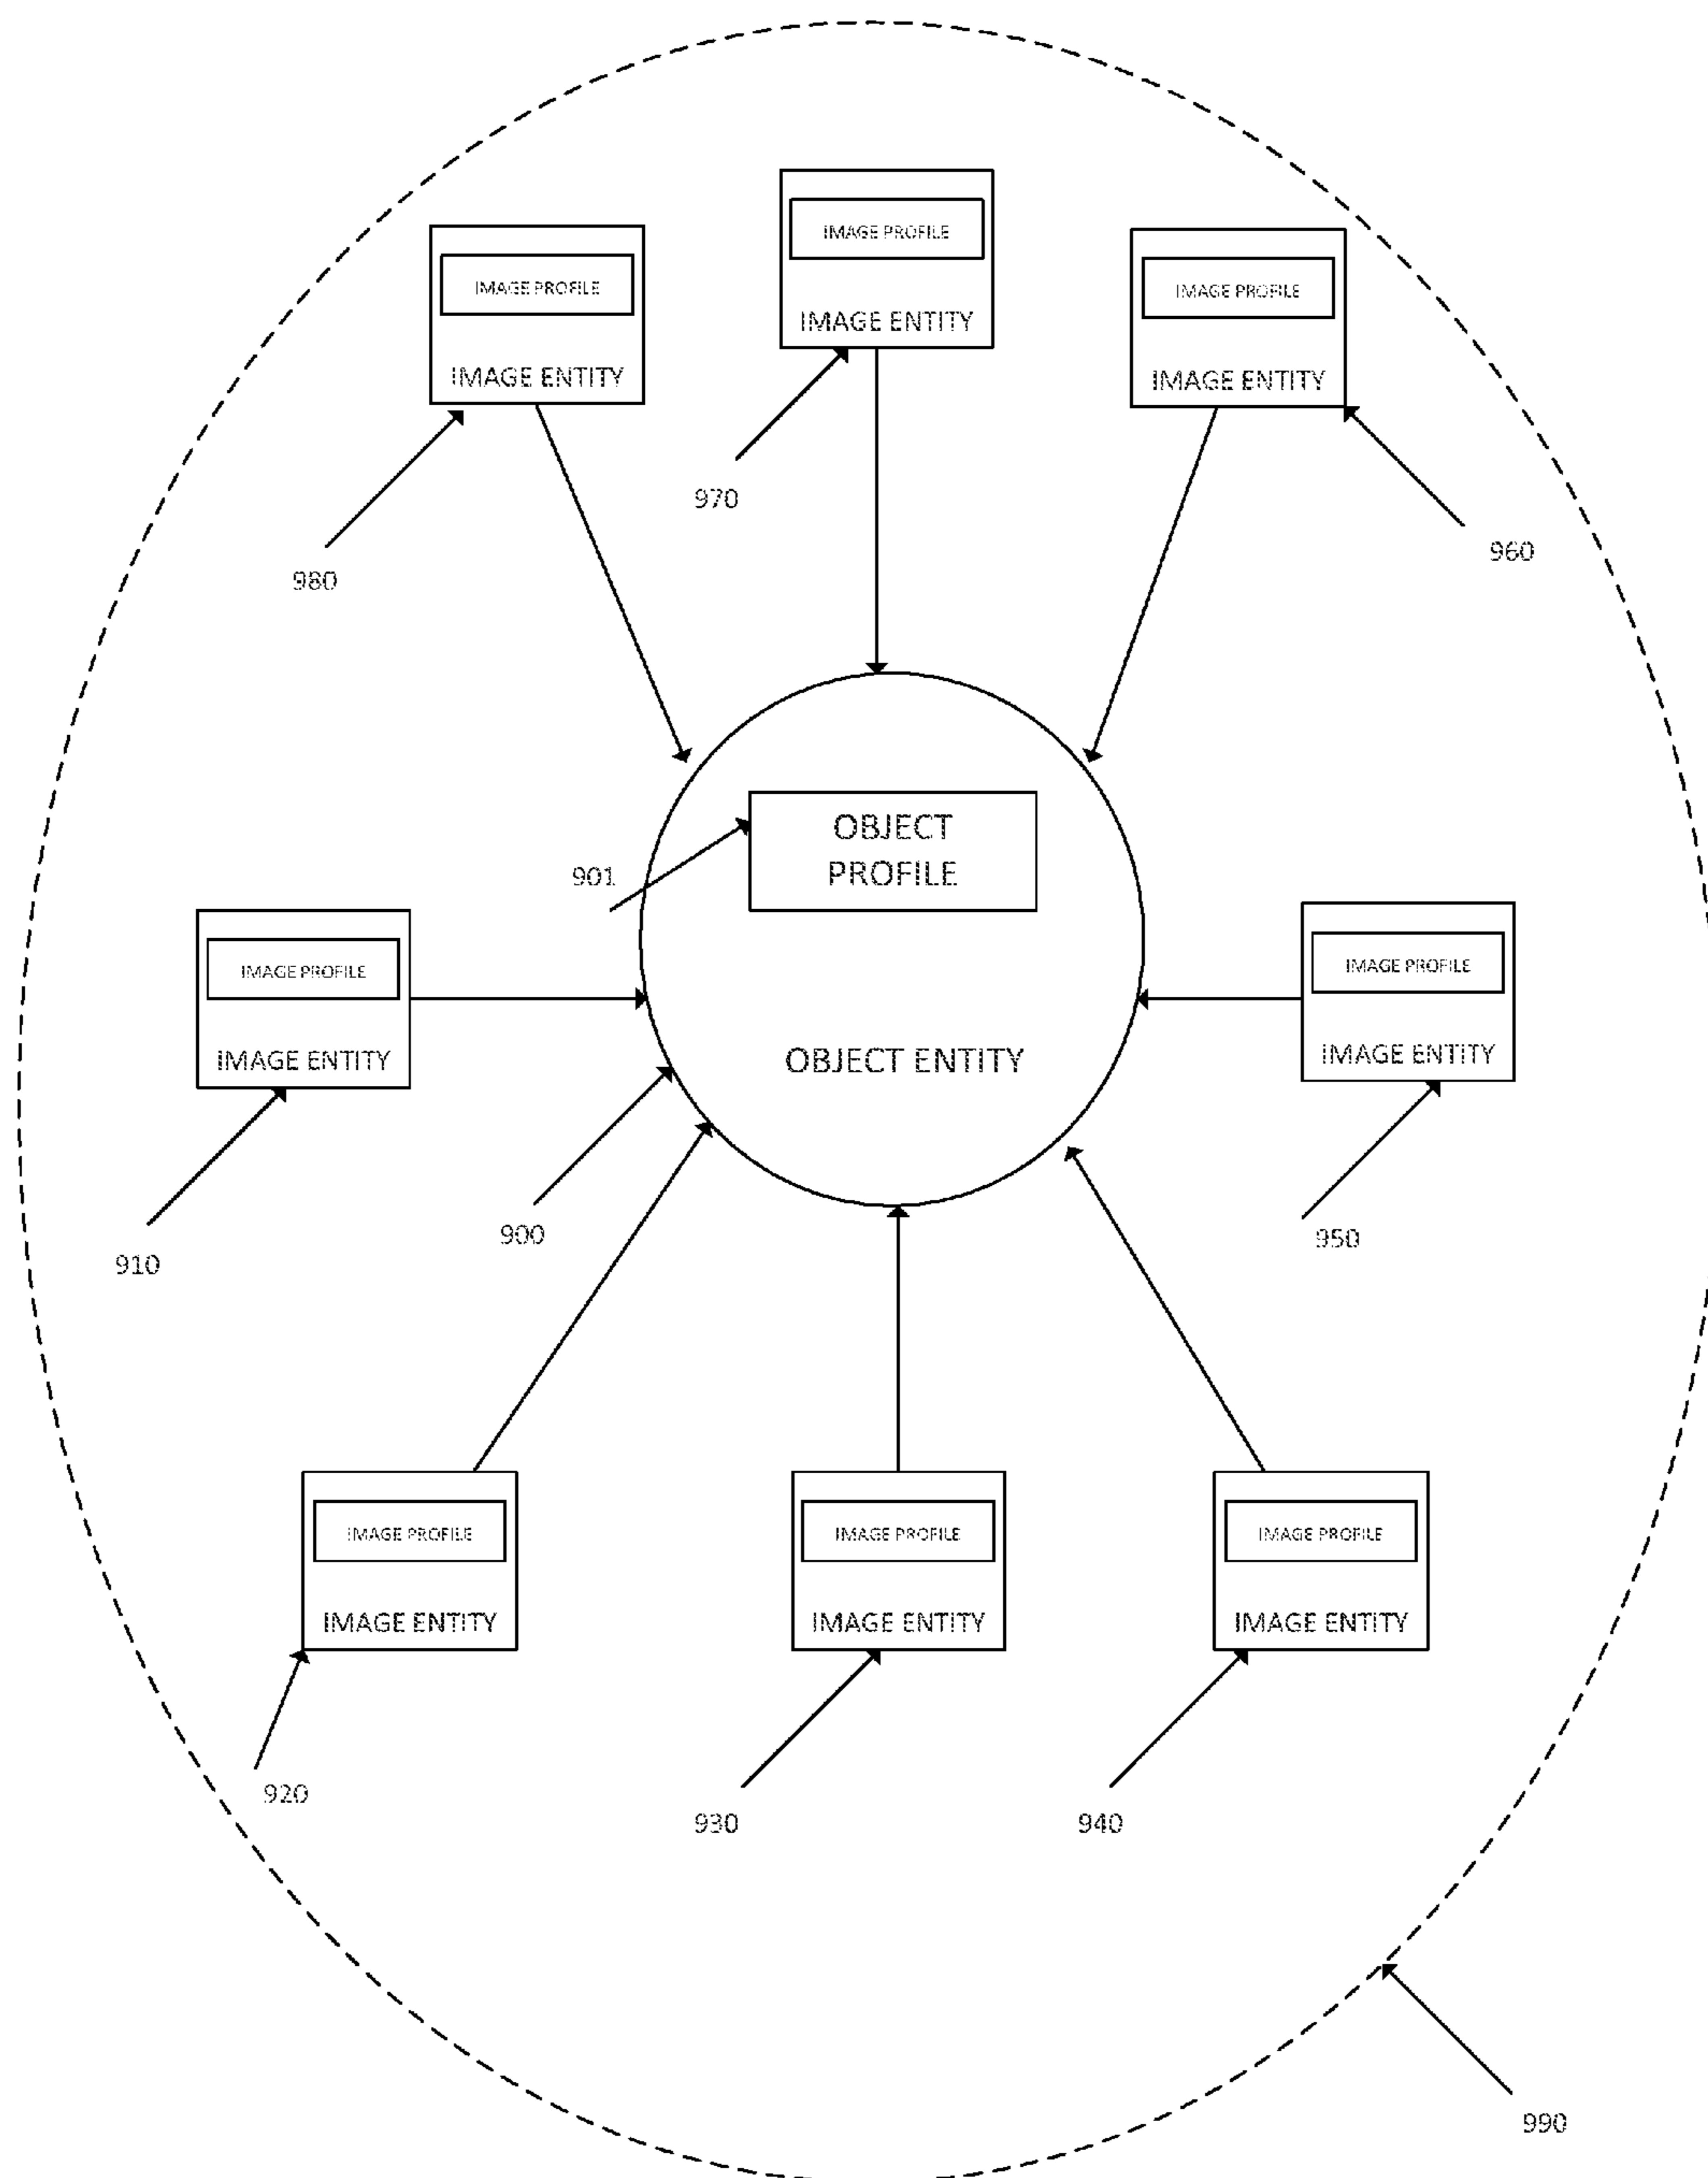 IMAGE PROFILE
IMAGE ENTITY
970
IMAGE PROFILE
IMAGE ENTITY
980
IMAGE PROFILE
IMAGE ENTITY
960
901
OBJECT
PROFILE
OBJECT ENTITY
900
IMAGE PROFILE
IMAGE ENTITY
910
IMAGE PROFILE
IMAGE ENTITY
950
IMAGE PROFILE
IMAGE ENTITY
920
IMAGE PROFILE
IMAGE ENTITY
930
IMAGE PROFILE
IMAGE ENTITY
940
990